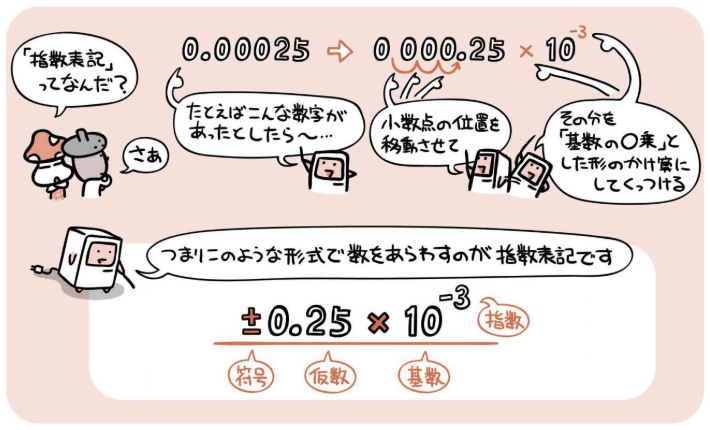 「指数表記」
ってなんだ?
さあ
0.00025 ⇨ 0 000.25 × 10⁻³
たとえばこんな数字が
あったとしたら〜…
小数点の位置を
移動させて
その分を
「基数の〇乗」と
した形のかけ算に
してくっつける
つまりこのような形式で数をあらわすのが指数表記です
±0.25 × 10⁻³
指数
符号
仮数
基数